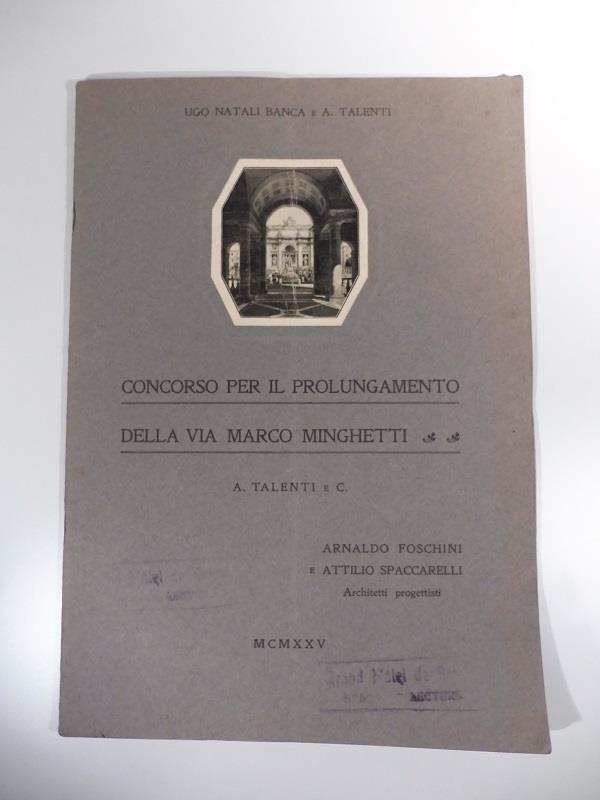 UGO NATALI BANCA E A. TALENTI
CONCORSO PER IL PROLUNGAMENTO
DELLA VIA MARCO MINGHETTI
A. TALENTI E C.
ARNALDO FOSCHINI
E ATTILIO SPACCARELLI
Architetti progettisti
MCMXXV
LECTURE